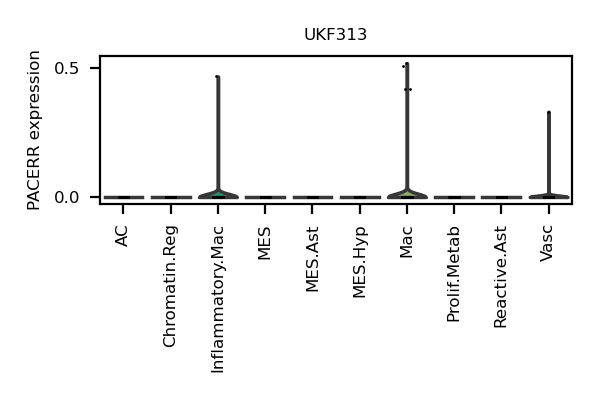 UKF313
PACERR expression
0.5
0.0
AC
Chromatin.Reg
Inflammatory.Mac
MES
MES.Ast
MES.Hyp
Mac
Prolif.Metab
Reactive.Ast
Vasc